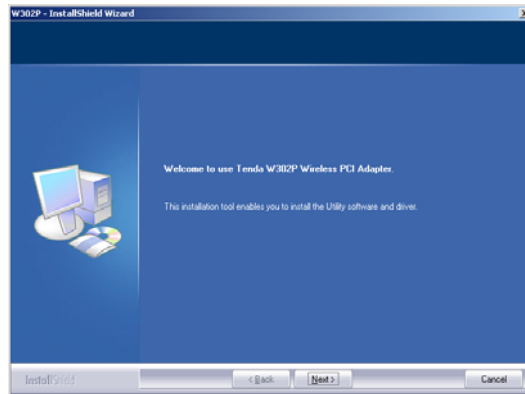 W302P - InstallShield Wizard
Welcome to use Tenda W302P Wireless PCI Adapter.
This installation tool enables you to install the Utility software and driver.
InstallShield
< Back
Next >
Cancel